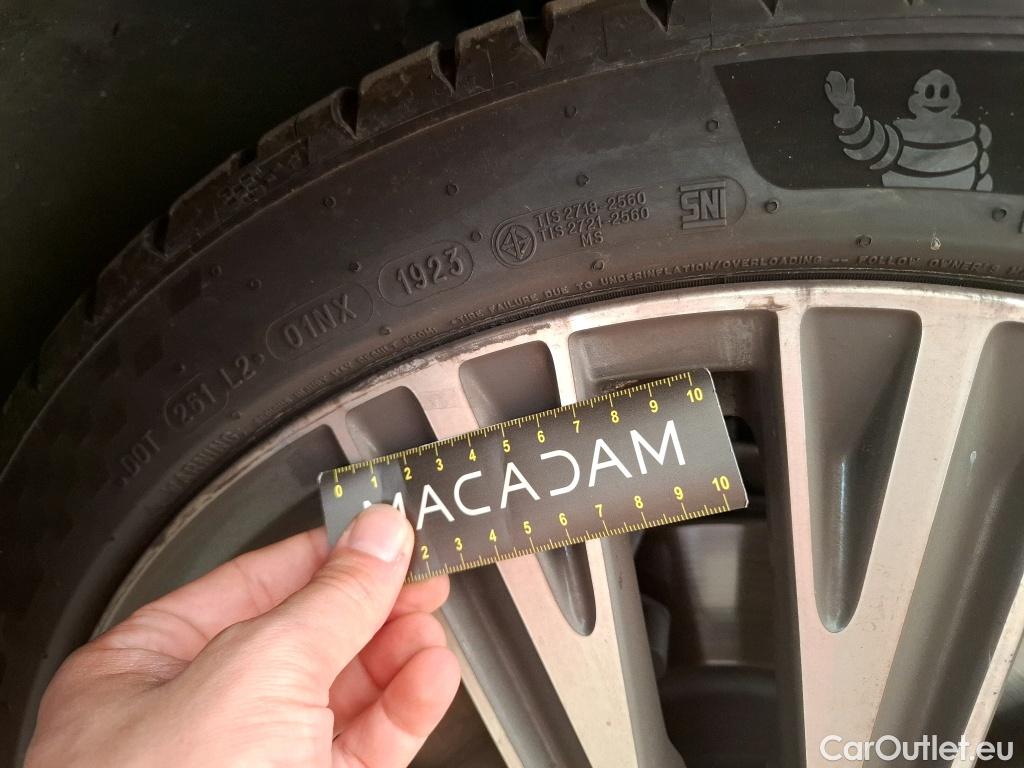 TIS 2718-2560
TIS 2721-2560
MS
SNI
1923
01NX
L2
261
DOT
WARNING,
TIRE FAILURE DUE TO UNDERINFLATION/OVERLOADING -- FOLLOW OWNER'S
0 1 2 3 4 5 6 7 8 9 10
MACADAM
2 3 4 5 6 7 8 9 10
CarOutlet.eu